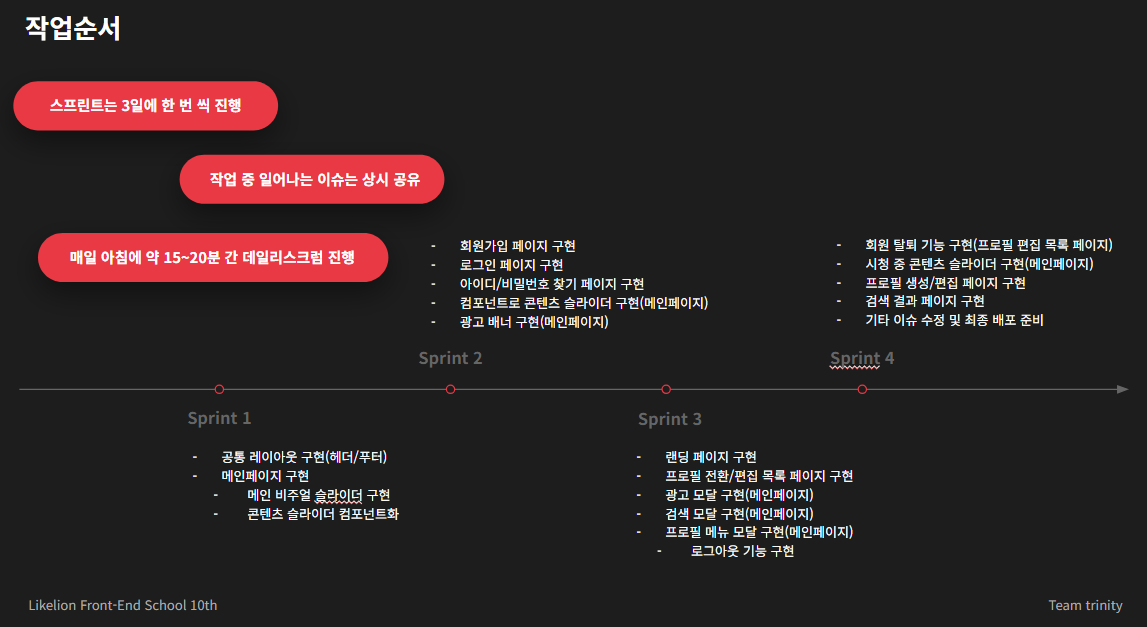 작업순서
스프린트는 3일에 한 번 씩 진행
작업 중 일어나는 이슈는 상시 공유
매일 아침에 약 15~20분 간 데일리스크럼 진행
- 회원가입 페이지 구현
- 로그인 페이지 구현
- 아이디/비밀번호 찾기 페이지 구현
- 컴포넌트로 콘텐츠 슬라이더 구현(메인페이지)
- 광고 배너 구현(메인페이지)
Sprint 2
- 회원 탈퇴 기능 구현(프로필 편집 목록 페이지)
- 시청 중 콘텐츠 슬라이더 구현(메인페이지)
- 프로필 생성/편집 페이지 구현
- 검색 결과 페이지 구현
- 기타 이슈 수정 및 최종 배포 준비
Sprint 4
Sprint 1
- 공통 레이아웃 구현(헤더/푸터)
- 메인페이지 구현
- 메인 비주얼 슬라이더 구현
- 콘텐츠 슬라이더 컴포넌트화
Sprint 3
- 랜딩 페이지 구현
- 프로필 전환/편집 목록 페이지 구현
- 광고 모달 구현(메인페이지)
- 검색 모달 구현(메인페이지)
- 프로필 메뉴 모달 구현(메인페이지)
- 로그아웃 기능 구현
Likelion Front-End School 10th
Team trinity